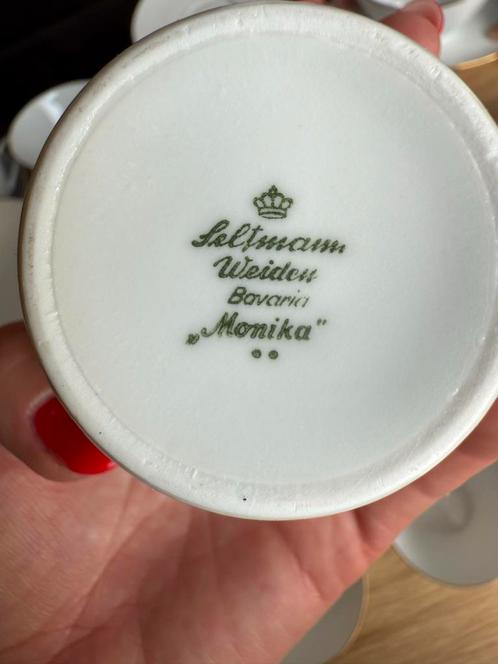 Seltmann
Weiden
Bavaria
„Monika"